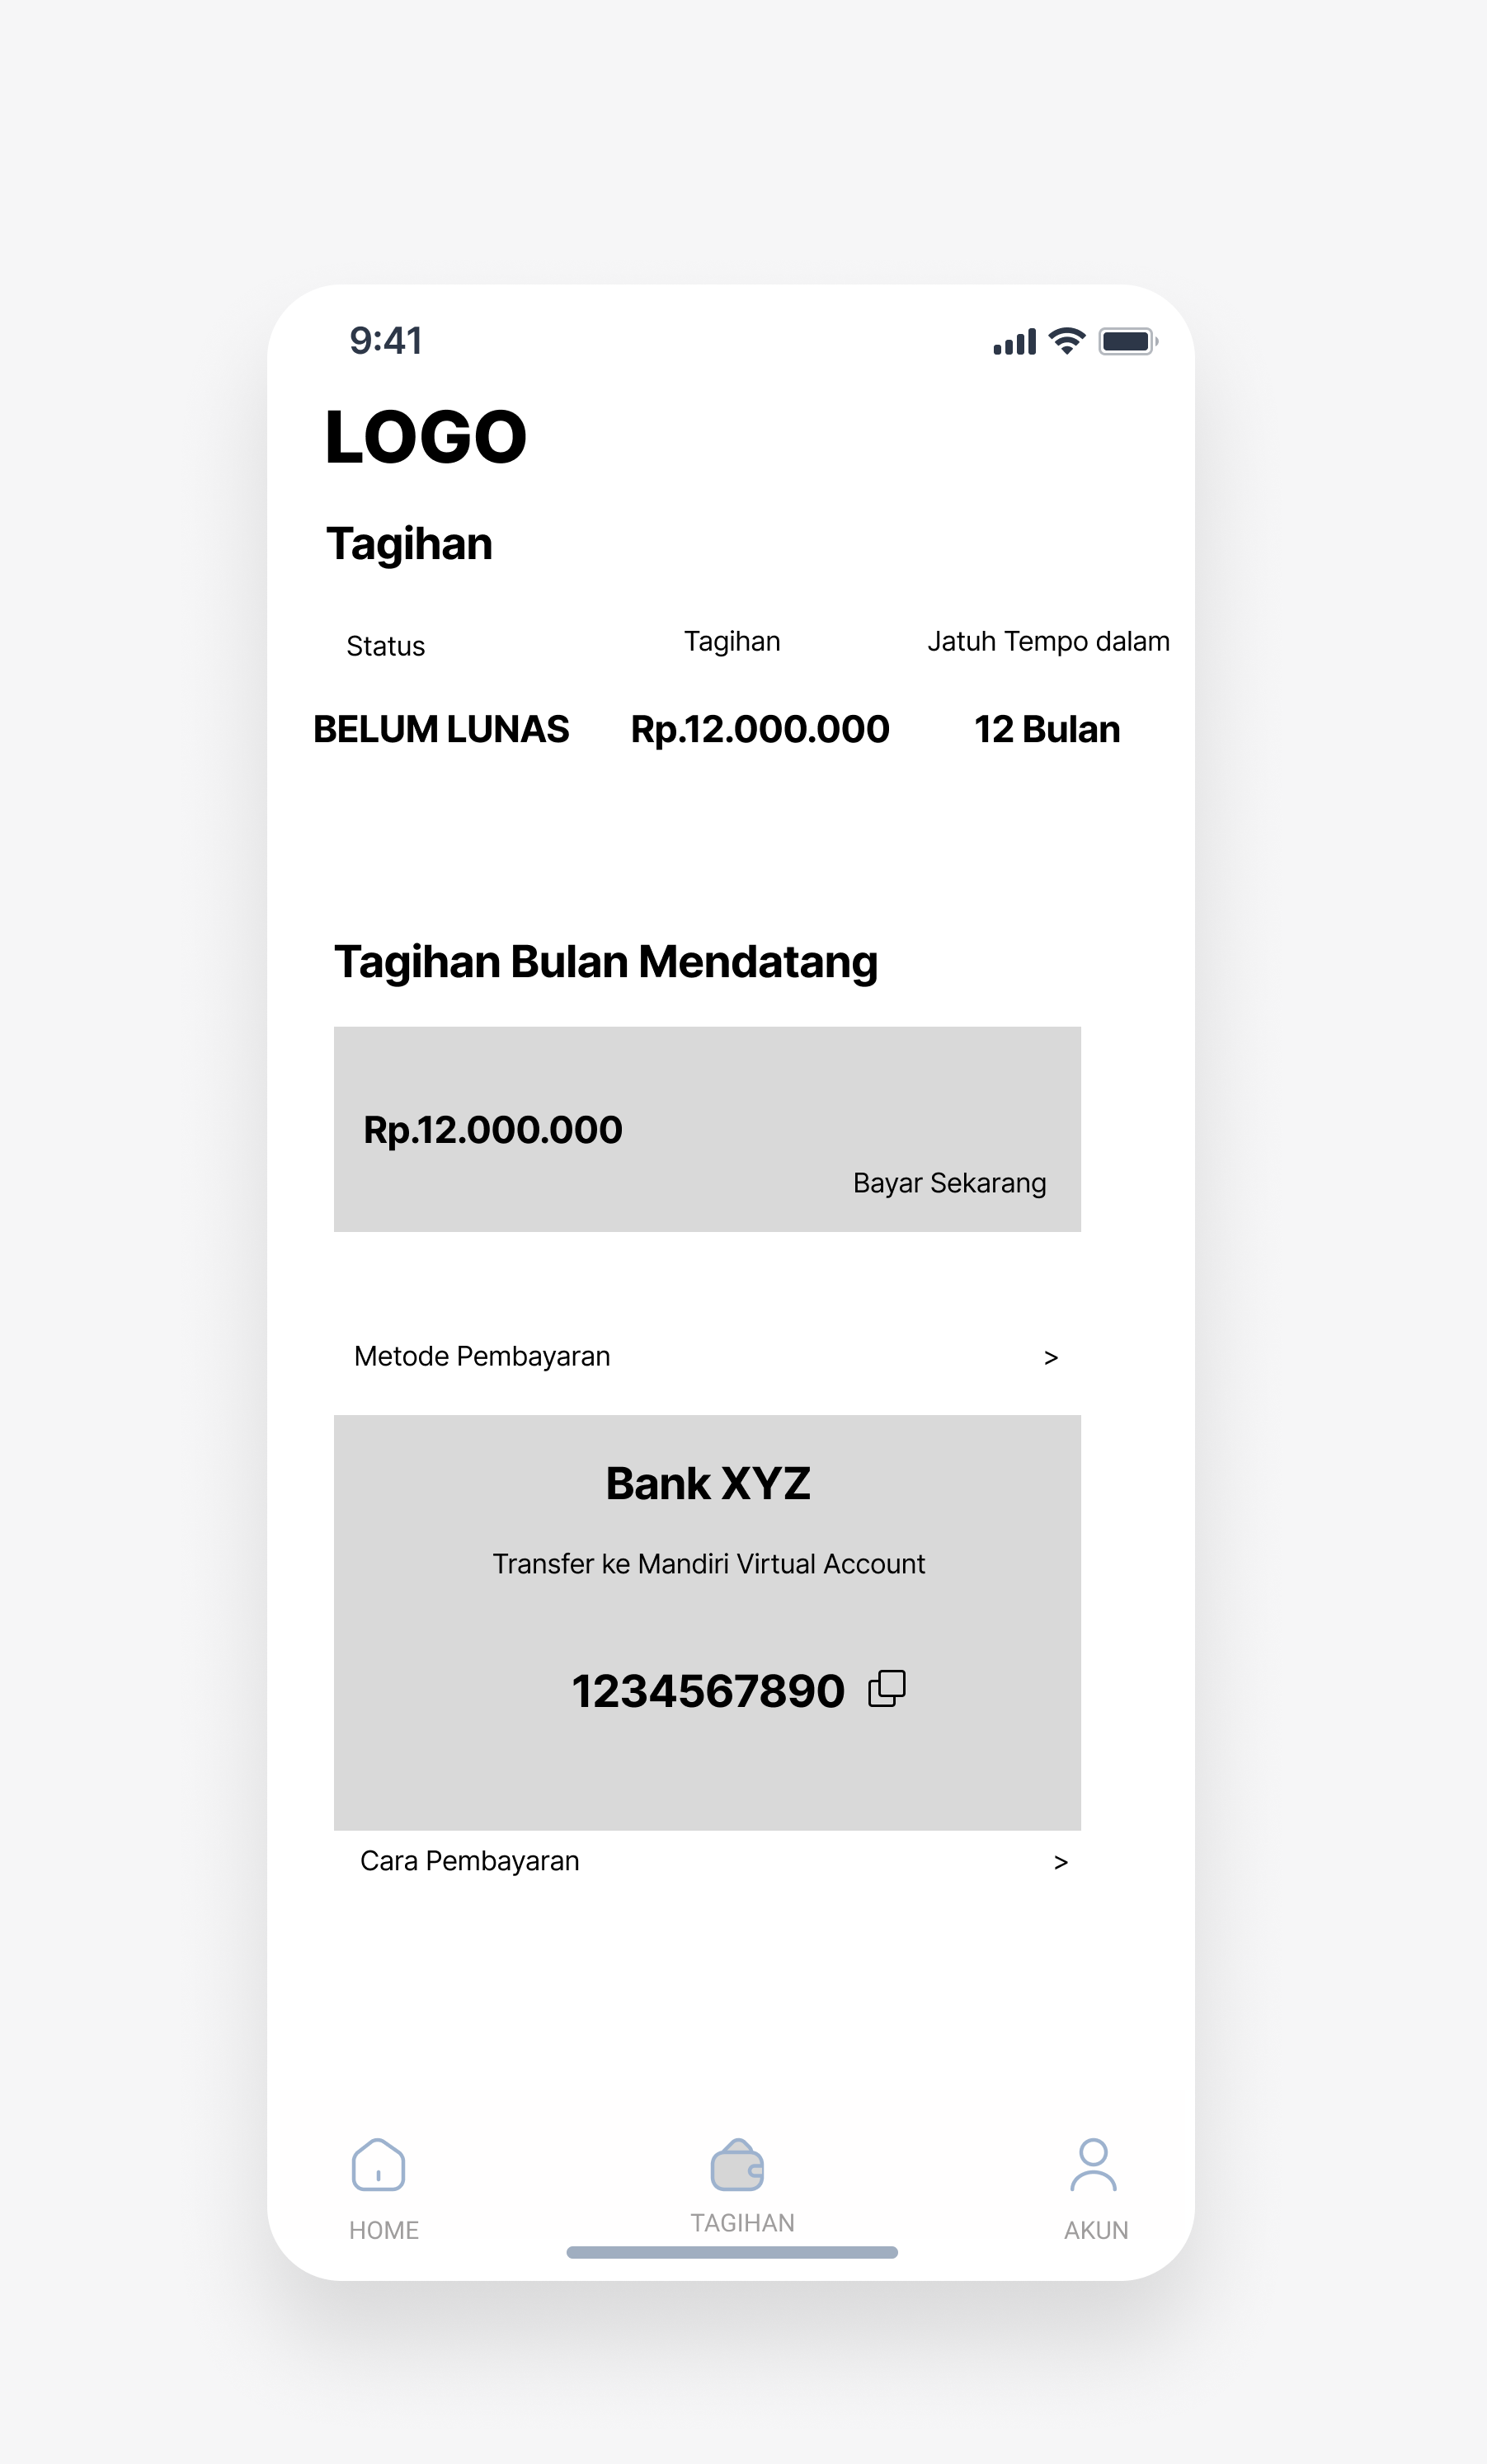 9:41
LOGO
Tagihan
Status Tagihan Jatuh Tempo dalam
BELUM LUNAS Rp.12.000.000 12 Bulan
Tagihan Bulan Mendatang
Rp.12.000.000
Bayar Sekarang
Metode Pembayaran >
Bank XYZ
Transfer ke Mandiri Virtual Account
1234567890
Cara Pembayaran >
HOME TAGIHAN AKUN